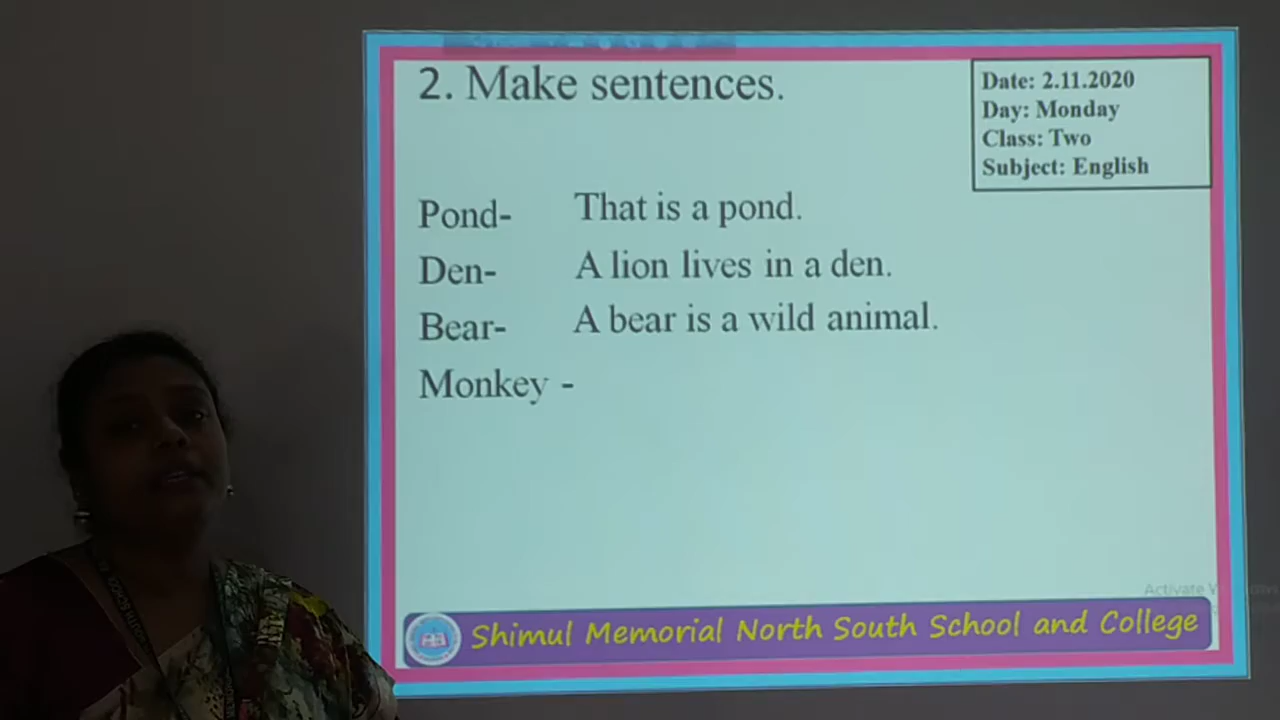 2. Make sentences.
Date: 2.11.2020
Day: Monday
Class: Two
Subject: English
Pond- That is a pond.
Den- A lion lives in a den.
Bear- A bear is a wild animal.
Monkey -
Activate
Shimul Memorial North South School and College